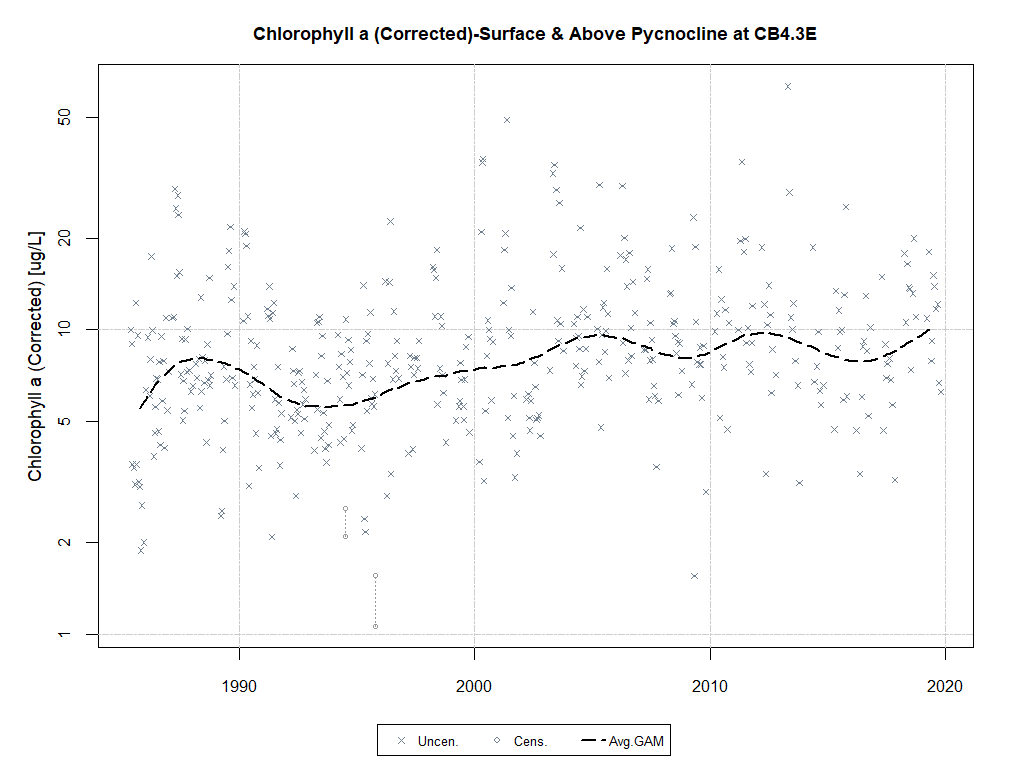 Chlorophyll a (Corrected)-Surface & Above Pycnocline at CB4.3E
Chlorophyll a (Corrected) [ug/L]
50
20
10
5
2
1
1990 2000 2010 2020
Uncen. Cens. Avg.GAM